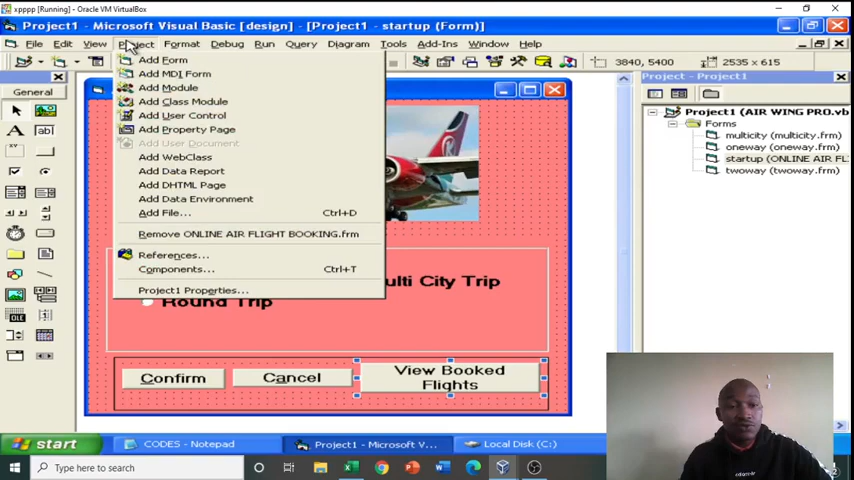 xpppp [Running] - Oracle VM VirtualBox
Project1 - Microsoft Visual Basic [design] - [Project1 - startup (Form)]
File Edit View Project Format Debug Run Query Diagram Tools Add-Ins Window Help
3840, 5400 2535 x 615
General
Add Form
Add MDI Form
Add Module
Add Class Module
Add User Control
Add Property Page
Add User Document
Add WebClass
Add Data Report
Add DHTML Page
Add Data Environment
Add File... Ctrl+D
Remove ONLINE AIR FLIGHT BOOKING.frm
References...
Components... Ctrl+T
Project1 Properties...
A ab|
xy
OLE
Multi City Trip
Round Trip
Confirm Cancel View Booked Flights
Project - Project1
Project1 (AIR WING PRO.vb
Forms
multicity (multicity.frm)
oneway (oneway.frm)
startup (ONLINE AIR FL
twoway (twoway.frm)
start CODES - Notepad Project1 - Microsoft V... Local Disk (C:)
Type here to search